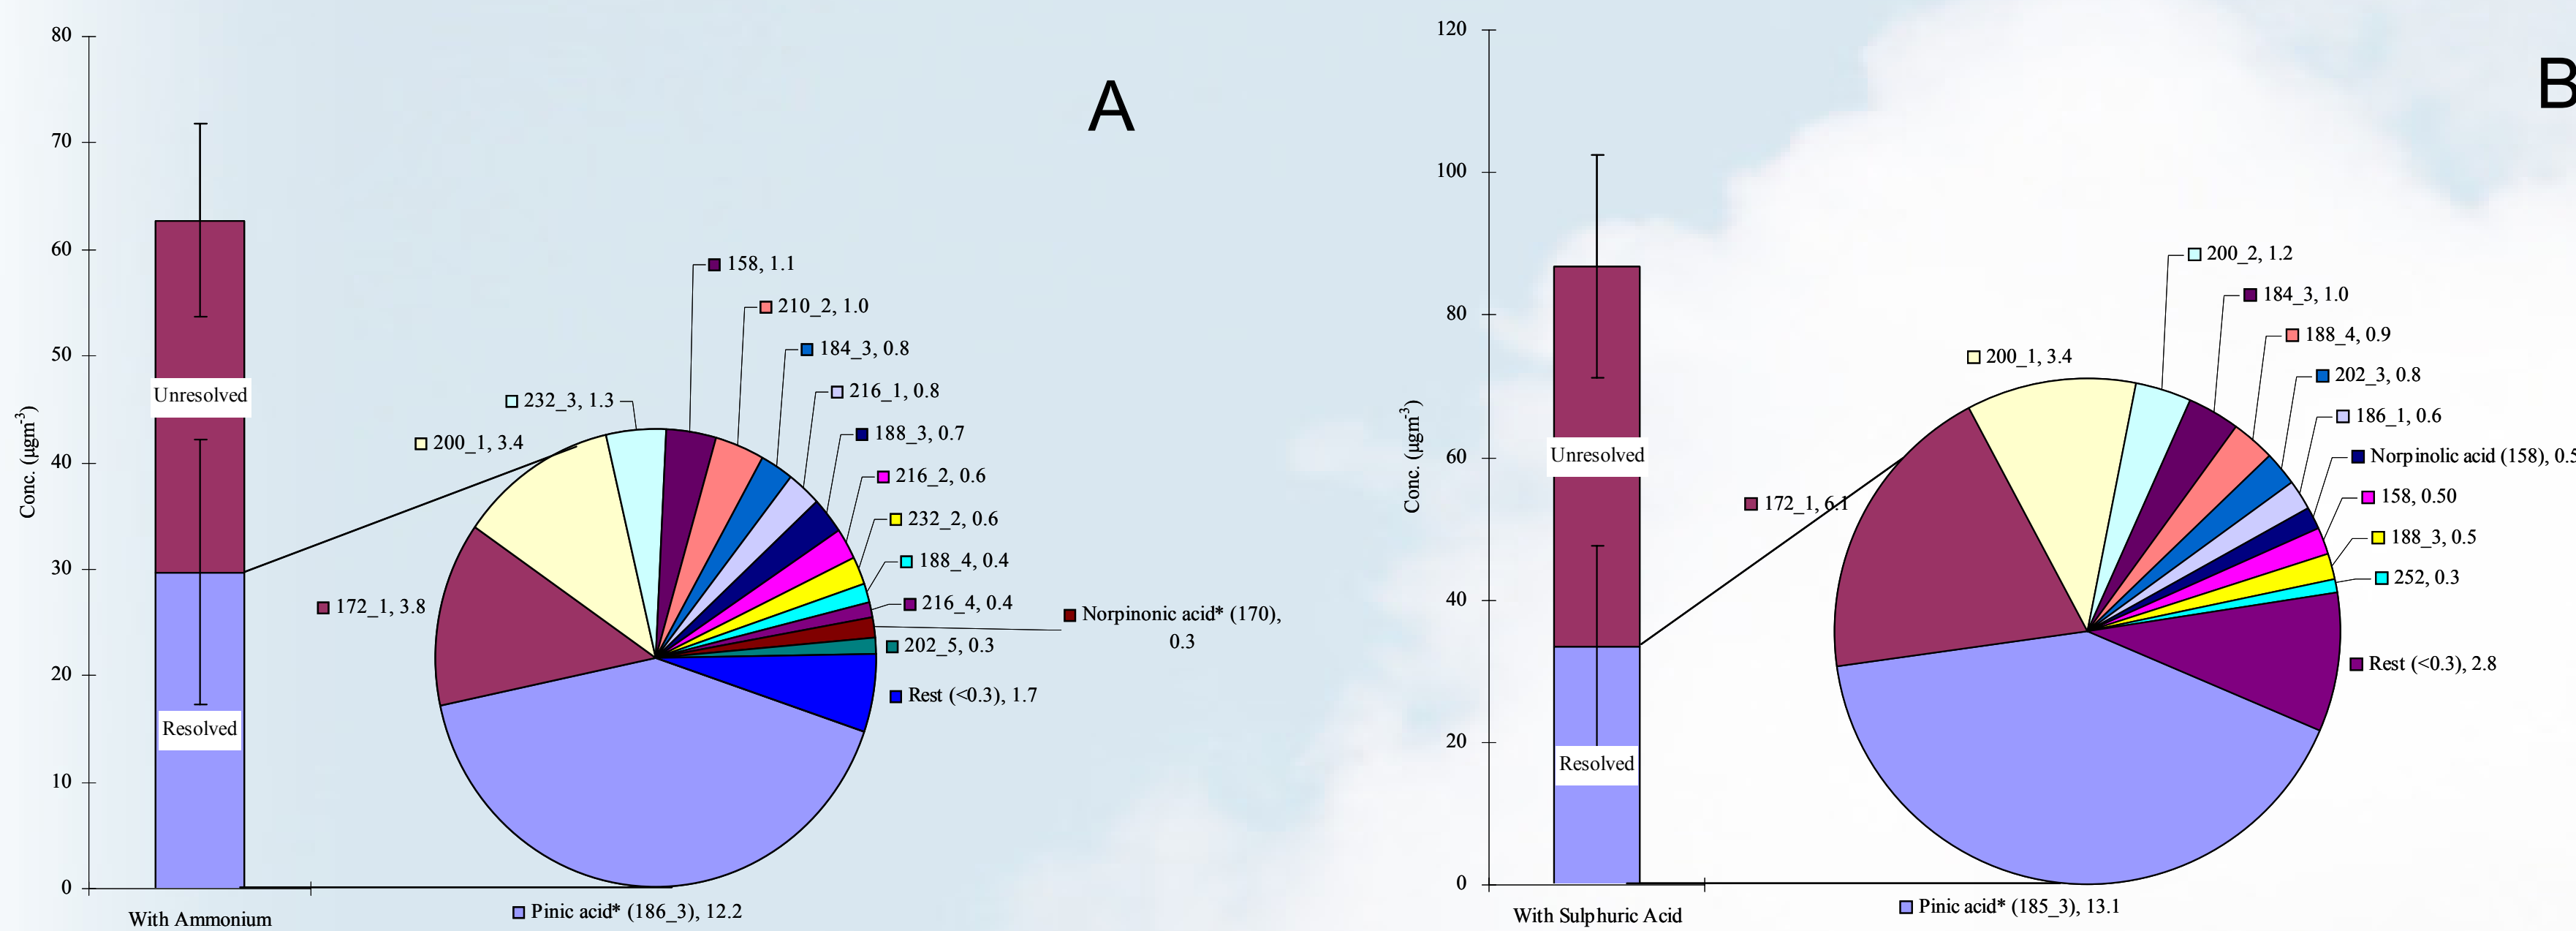 A
80
70
60
50
40
30
20
10
0
Conc. (µgm-3)
Unresolved
Resolved
With Ammonium
158, 1.1
210_2, 1.0
184_3, 0.8
232_3, 1.3
216_1, 0.8
200_1, 3.4
188_3, 0.7
216_2, 0.6
232_2, 0.6
188_4, 0.4
172_1, 3.8
216_4, 0.4
Norpinonic acid* (170),
0.3
202_5, 0.3
Rest (<0.3), 1.7
Pinic acid* (186_3), 12.2
B
120
100
80
60
40
20
0
Conc. (µgm-3)
Unresolved
Resolved
With Sulphuric Acid
200_2, 1.2
184_3, 1.0
188_4, 0.9
200_1, 3.4
202_3, 0.8
186_1, 0.6
Norpinolic acid (158), 0.5
158, 0.50
172_1, 6.1
188_3, 0.5
252, 0.3
Rest (<0.3), 2.8
Pinic acid* (185_3), 13.1